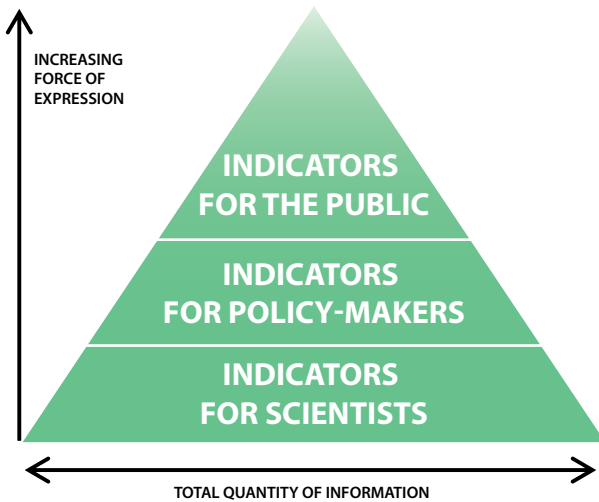 INCREASING
FORCE OF
EXPRESSION
INDICATORS
FOR THE PUBLIC
INDICATORS
FOR POLICY-MAKERS
INDICATORS
FOR SCIENTISTS
TOTAL QUANTITY OF INFORMATION